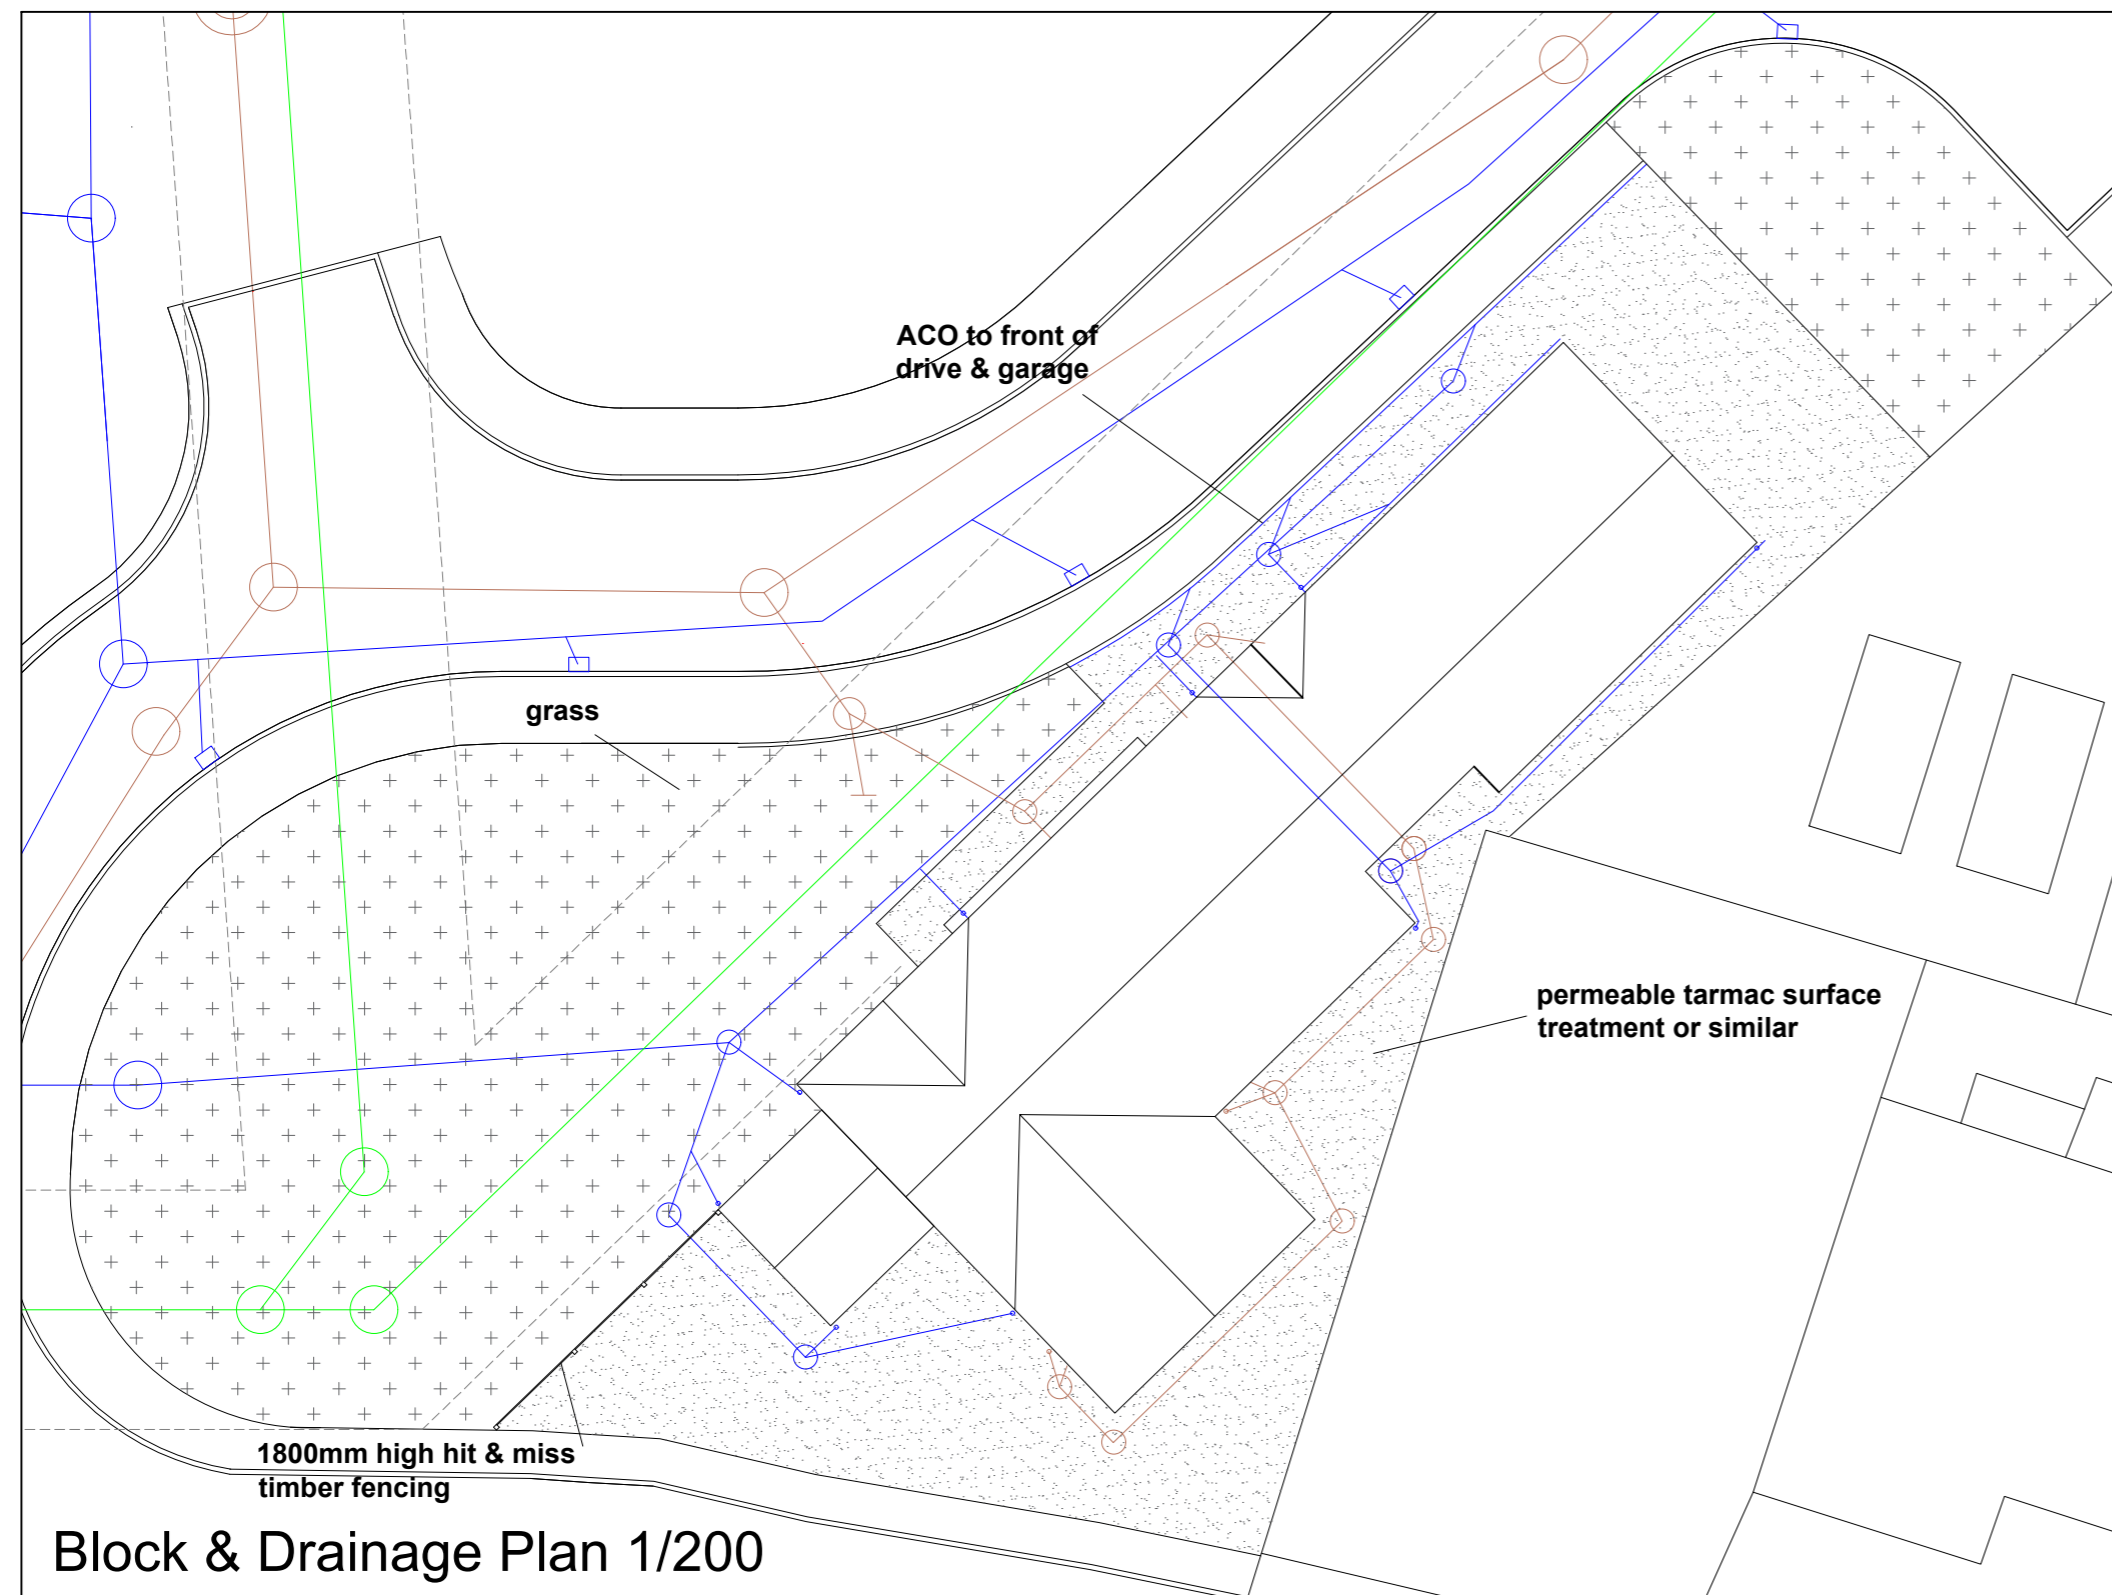 ACO to front of
drive & garage
grass
permeable tarmac surface
treatment or similar
1800mm high hit & miss
timber fencing
Block & Drainage Plan 1/200